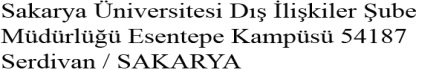 Sakarya Üniversitesi Dış İlişkiler Şube
Müdürlüğü Esentepe Kampüsü 54187
Serdivan / SAKARYA